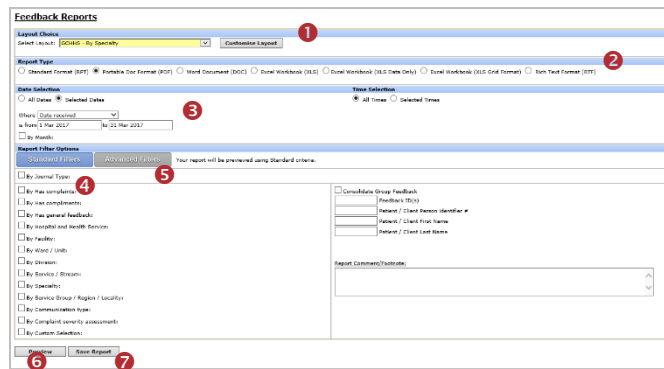 Feedback Reports
Layout Choice
Select Layout: GCHHS - By Specialty Customise Layout 1
Report Type 2
Standard Format (RPT) Portable Doc Format (PDF) Word Document (DOC) Excel Workbook (XLS) Excel Workbook (XLS Data Only) Excel Workbook (XLS Grid Format) Rich Text Format (RTF)
Date Selection Time Selection
All Dates Selected Dates All Times Selected Times
3
Where Date received
is from 1 Mar 2017 to 31 Mar 2017
By Month:
Report Filter Options
Standard Filters Advanced Filters Your report will be previewed using Standard criteria.
5
By Journal Type:
4
By Has complaints: Consolidate Group Feedback
By Has compliments: Feedback ID(s)
By Has general feedback: Patient / Client Person Identifier #
By Hospital and Health Service: Patient / Client First Name
By Facility: Patient / Client Last Name
By Ward / Unit:
By Division: Report Comment/Footnote:
By Service / Stream:
By Specialty:
By Service Group / Region / Locality:
By Communication type:
By Complaint severity assessment:
By Custom Selection:
Preview Save Report
6 7